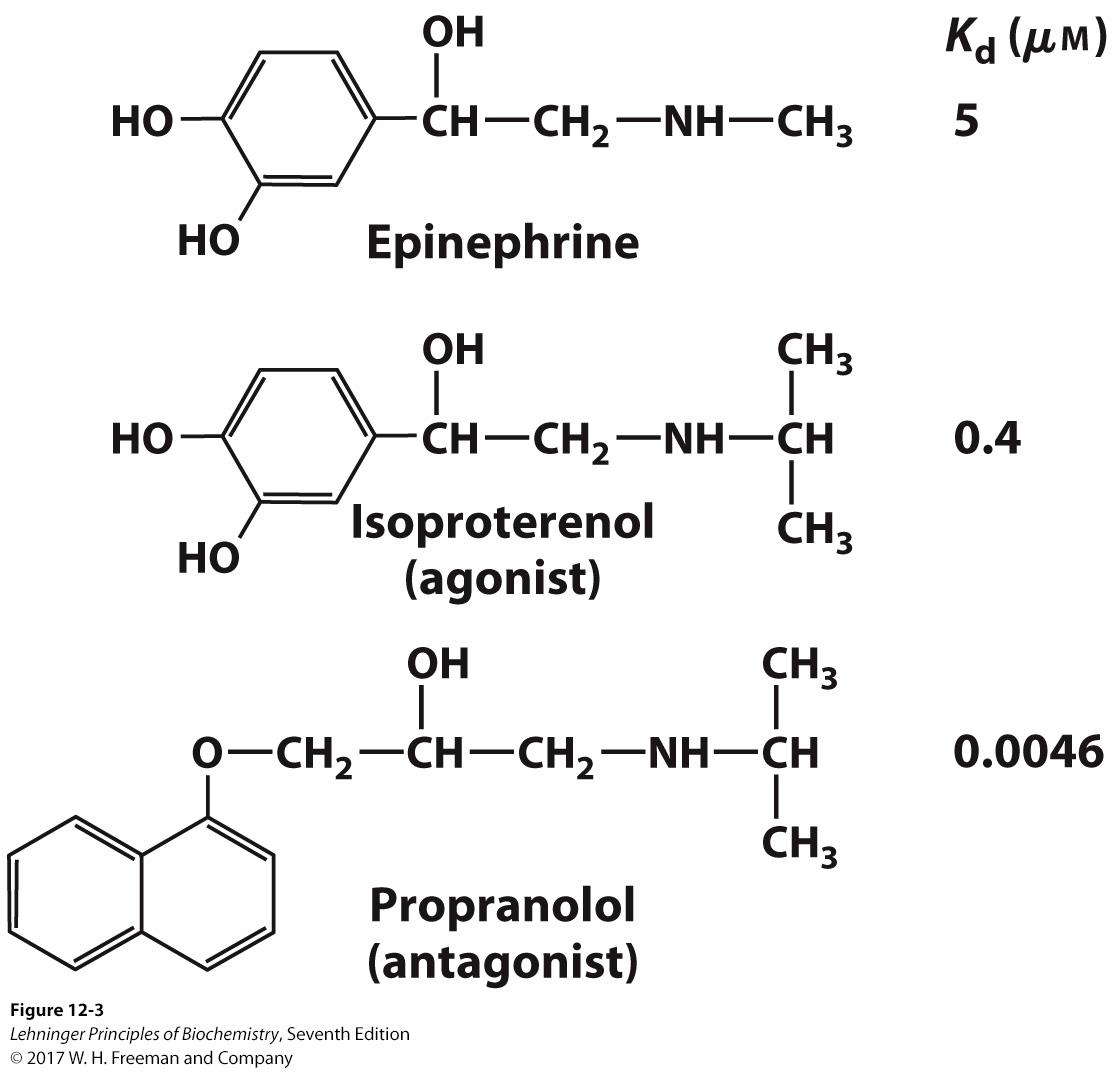 OH
K_d (μM)
HO—CH—CH₂—NH—CH₃ 5
HO
Epinephrine
OH CH₃
HO—CH—CH₂—NH—CH 0.4
HO CH₃
Isoproterenol
(agonist)
OH CH₃
O—CH₂—CH—CH₂—NH—CH 0.0046
CH₃
Propranolol
(antagonist)
Figure 12-3
Lehninger Principles of Biochemistry, Seventh Edition
© 2017 W. H. Freeman and Company